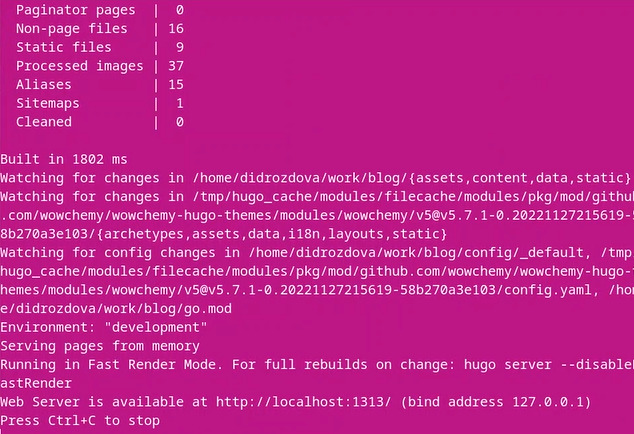 Paginator pages  |  0
Non-page files   | 16
Static files     |  9
Processed images | 37
Aliases          | 15
Sitemaps         |  1
Cleaned          |  0
Built in 1802 ms
Watching for changes in /home/didrozdova/work/blog/{assets,content,data,static}
Watching for changes in /tmp/hugo_cache/modules/filecache/modules/pkg/mod/githu
.com/wowchemy/wowchemy-hugo-themes/modules/wowchemy/v5@v5.7.1-0.20221127215619-5
8b270a3e103/{archetypes,assets,data,i18n,layouts,static}
Watching for config changes in /home/didrozdova/work/blog/config/_default, /tmp
hugo_cache/modules/filecache/modules/pkg/mod/github.com/wowchemy/wowchemy-hugo-t
hemes/modules/wowchemy/v5@v5.7.1-0.20221127215619-58b270a3e103/config.yaml, /hom
e/didrozdova/work/blog/go.mod
Environment: "development"
Serving pages from memory
Running in Fast Render Mode. For full rebuilds on change: hugo server --disableF
astRender
Web Server is available at http://localhost:1313/ (bind address 127.0.0.1)
Press Ctrl+C to stop